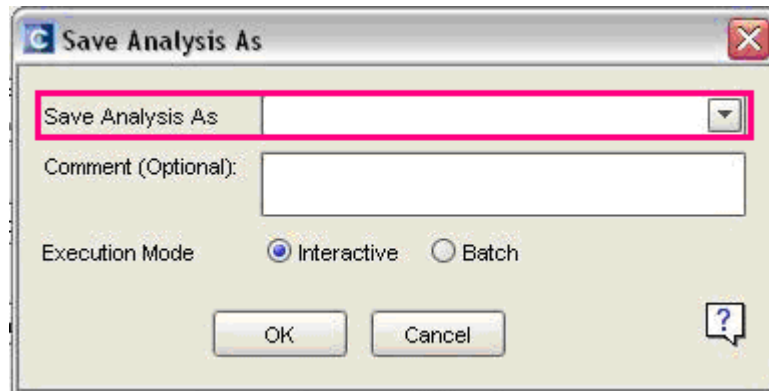 Save Analysis As
Save Analysis As
Comment (Optional):
Execution Mode Interactive Batch
OK Cancel
?